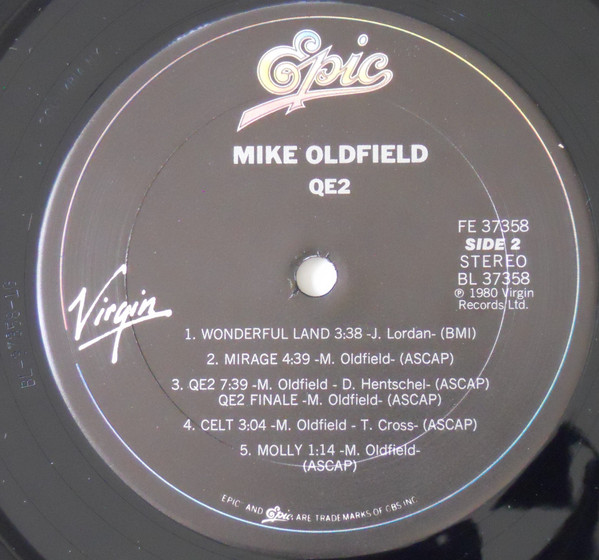 Epic
MIKE OLDFIELD
QE2
FE 37358
SIDE 2
STEREO
BL 37358
℗ 1980 Virgin
Records Ltd.
Virgin
1. WONDERFUL LAND 3:38 -J. Lordan- (BMI)
2. MIRAGE 4:39 -M. Oldfield- (ASCAP)
3. QE2 7:39 -M. Oldfield - D. Hentschel- (ASCAP)
QE2 FINALE -M. Oldfield- (ASCAP)
4. CELT 3:04 -M. Oldfield - T. Cross- (ASCAP)
5. MOLLY 1:14 -M. Oldfield-
(ASCAP)
"EPIC" AND Epic ARE TRADEMARKS OF CBS INC.